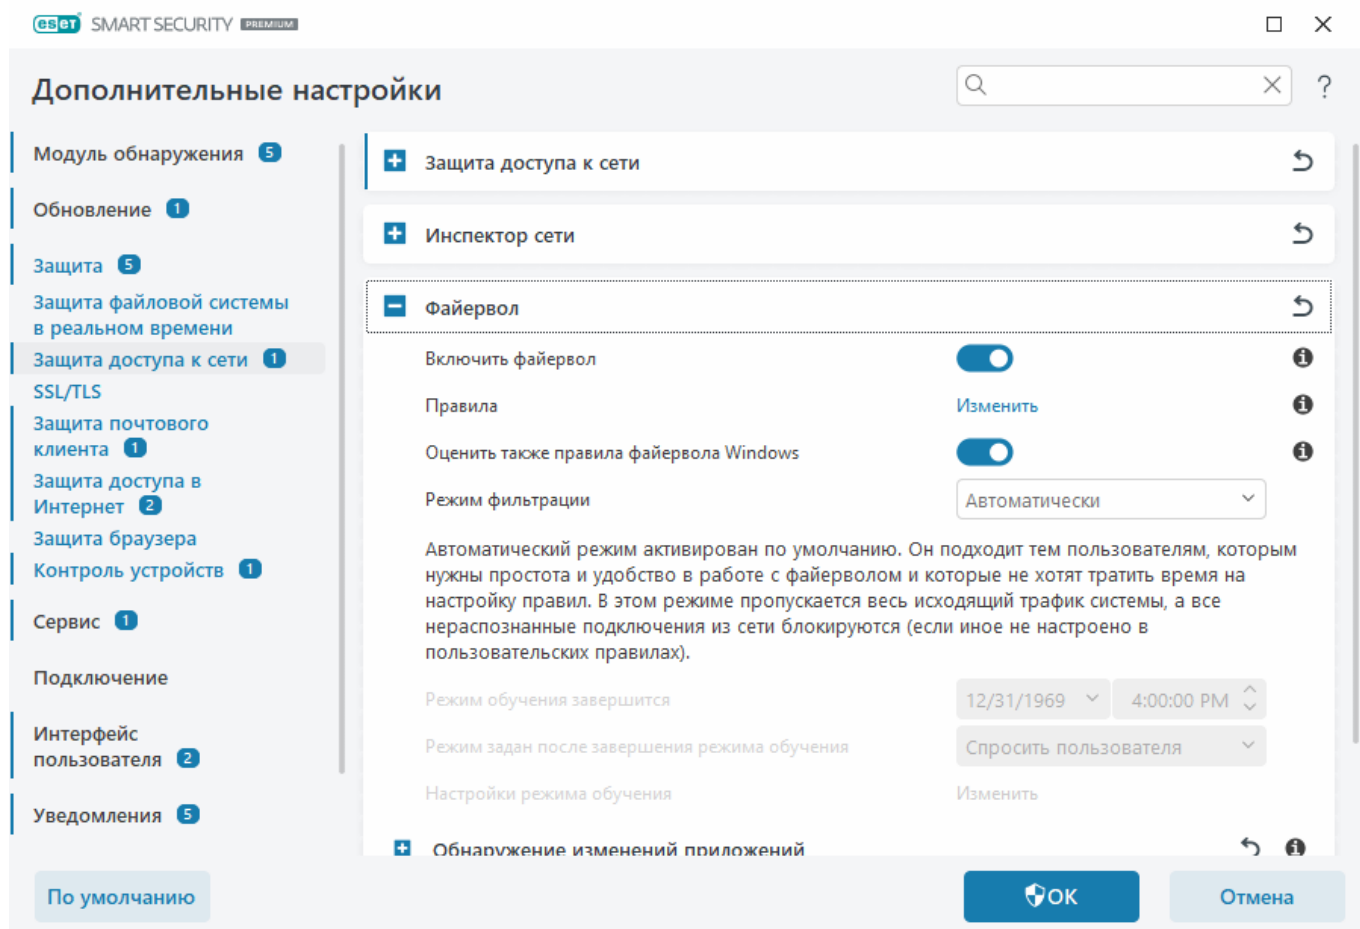 eset SMART SECURITY PREMIUM
Дополнительные настройки
?
Модуль обнаружения 5
Обновление 1
Защита 5
Защита файловой системы
в реальном времени
Защита доступа к сети 1
SSL/TLS
Защита почтового
клиента 1
Защита доступа в
Интернет 2
Защита браузера
Контроль устройств 1
Сервис 1
Подключение
Интерфейс
пользователя 2
Уведомления 5
Защита доступа к сети
Инспектор сети
Файервол
Включить файервол
Правила Изменить
Оценить также правила файервола Windows
Режим фильтрации Автоматически
Автоматический режим активирован по умолчанию. Он подходит тем пользователям, которым
нужны простота и удобство в работе с файерволом и которые не хотят тратить время на
настройку правил. В этом режиме пропускается весь исходящий трафик системы, а все
нераспознанные подключения из сети блокируются (если иное не настроено в
пользовательских правилах).
Режим обучения завершится 12/31/1969 4:00:00 PM
Режим задан после завершения режима обучения Спросить пользователя
Настройки режима обучения Изменить
Обнаружение изменений приложений
По умолчанию OK Отмена